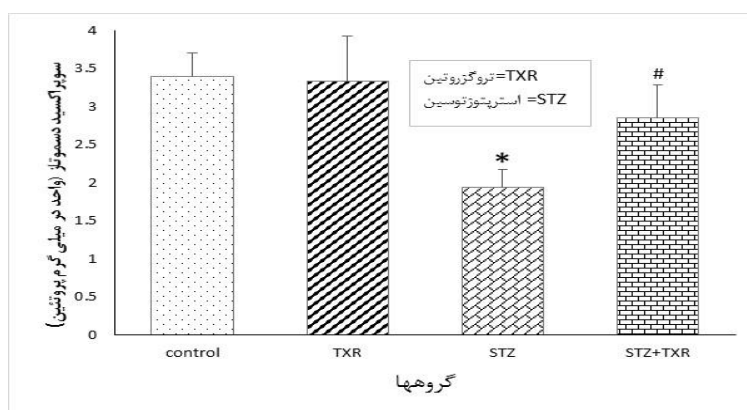 سوپراکسید دسموتاز (واحد در میلی گرم پروتئین)
4
3.5
3
2.5
2
1.5
1
0.5
0
TXR=تروگزروتین
STZ= استرپتوزتوسین
*
#
control TXR STZ STZ+TXR
گروهها